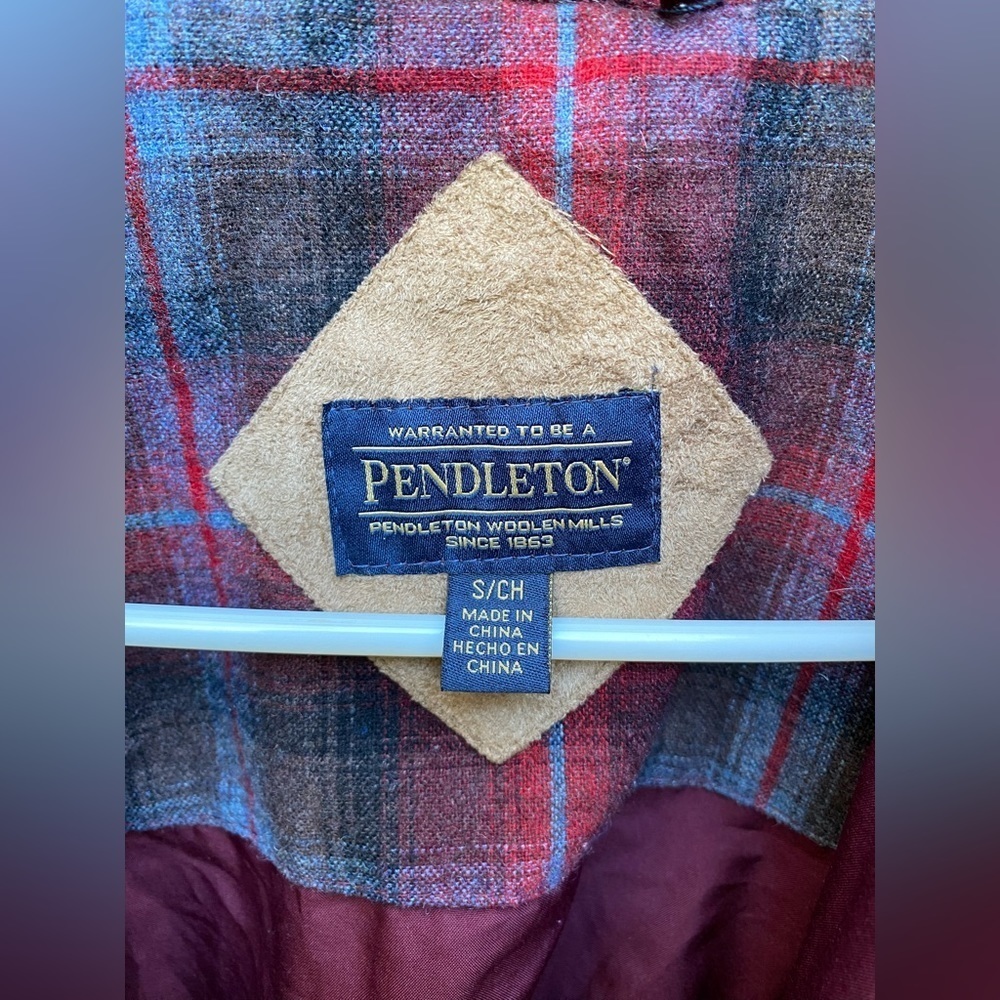 WARRANTED TO BE A
PENDLETON®
PENDLETON WOOLEN MILLS
SINCE 1863
S/CH
MADE IN
CHINA
HECHO EN
CHINA